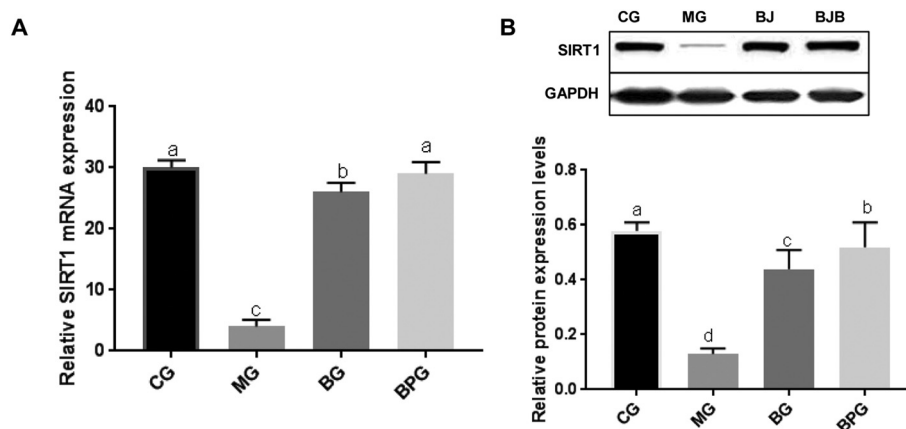 A
Relative SIRT1 mRNA expression
40
30
20
10
0
a
c
b
a
CG MG BG BPG
B
CG MG BJ BJB
SIRT1
GAPDH
Relative protein expression levels
0.8
0.6
0.4
0.2
0.0
a
d
c
b
CG MG BG BPG